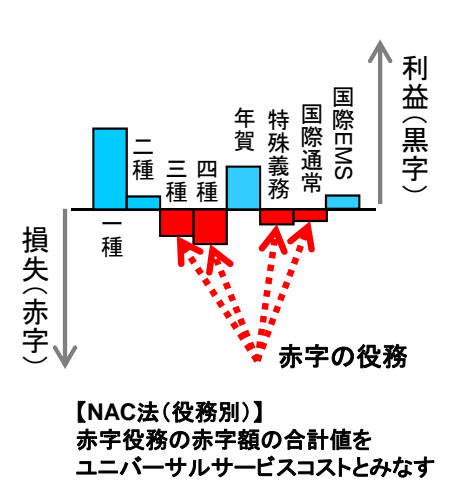 利益（黒字）
国際EMS
国際通常
特殊義務
年賀
四種
三種
二種
一種
損失（赤字）
赤字の役務
【NAC法（役務別）】
赤字役務の赤字額の合計値を
ユニバーサルサービスコストとみなす